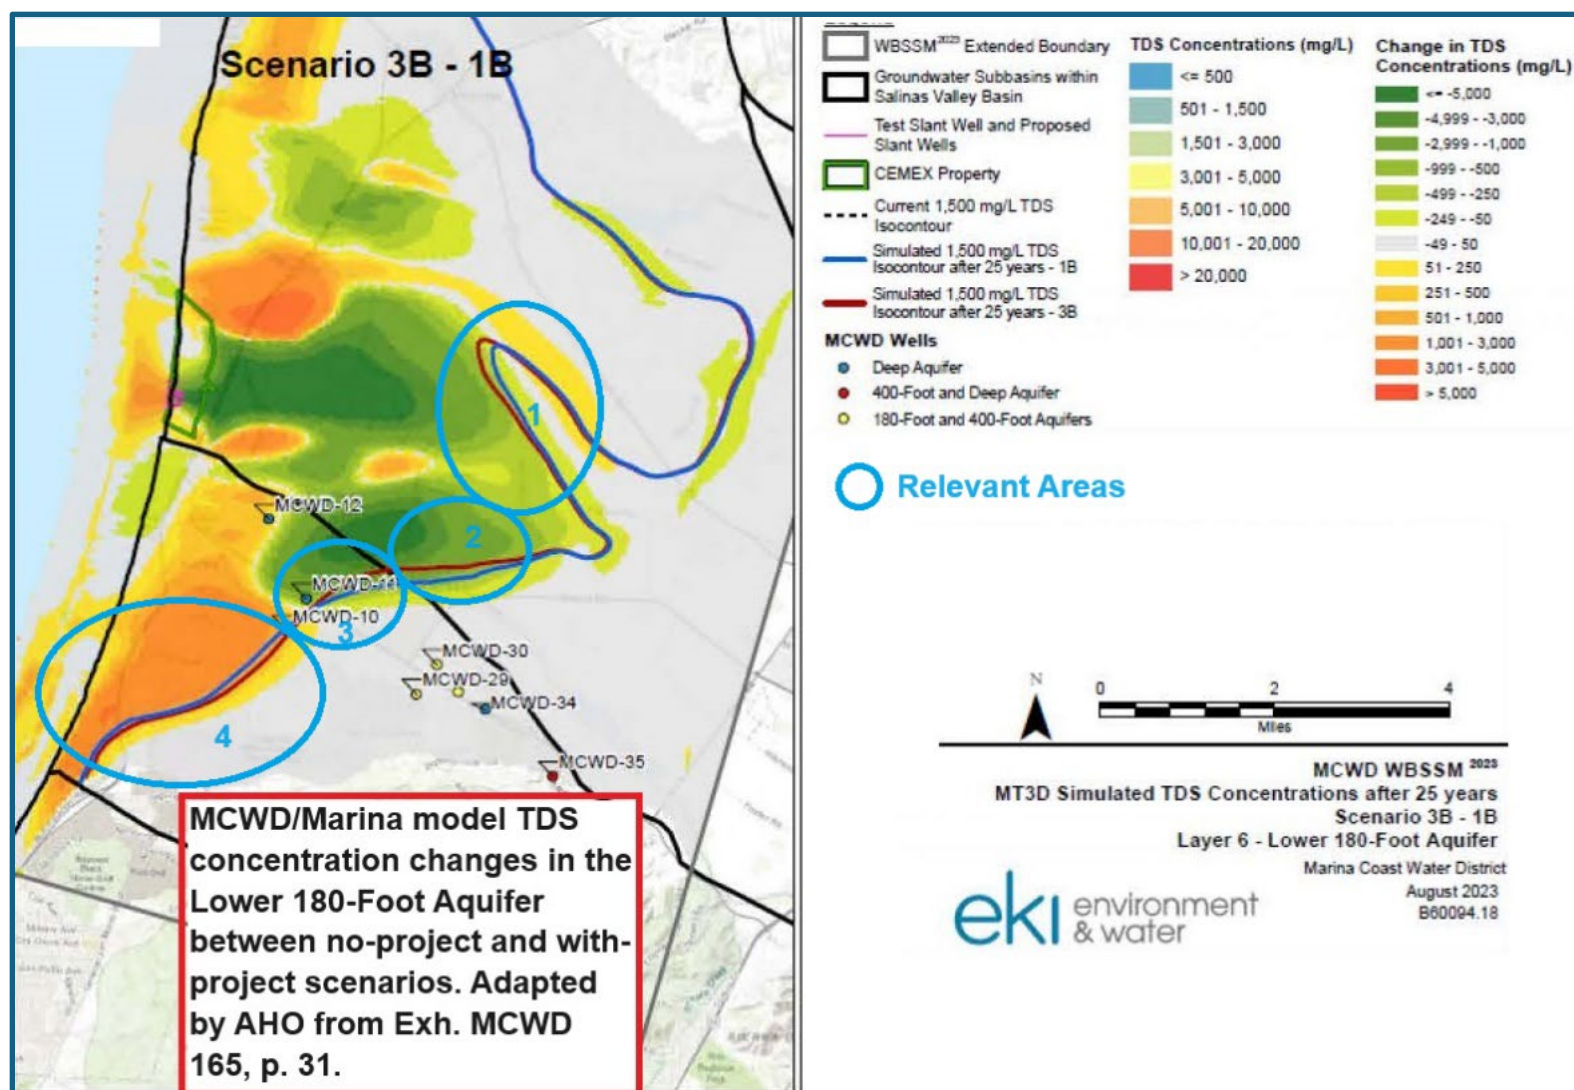 Scenario 3B - 1B
1
2
3
4
MCWD-12
MCWD-11
MCWD-10
MCWD-30
MCWD-29
MCWD-34
MCWD-35
MCWD/Marina model TDS
concentration changes in the
Lower 180-Foot Aquifer
between no-project and with-
project scenarios. Adapted
by AHO from Exh. MCWD
165, p. 31.
WBSSM2023 Extended Boundary
Groundwater Subbasins within
Salinas Valley Basin
Test Slant Well and Proposed
Slant Wells
CEMEX Property
Current 1,500 mg/L TDS
Isocontour
Simulated 1,500 mg/L TDS
Isocontour after 25 years - 1B
Simulated 1,500 mg/L TDS
Isocontour after 25 years - 3B
MCWD Wells
Deep Aquifer
400-Foot and Deep Aquifer
180-Foot and 400-Foot Aquifers
TDS Concentrations (mg/L)
<= 500
501 - 1,500
1,501 - 3,000
3,001 - 5,000
5,001 - 10,000
10,001 - 20,000
> 20,000
Change in TDS
Concentrations (mg/L)
<= -5,000
-4,999 - -3,000
-2,999 - -1,000
-999 - -500
-499 - -250
-249 - -50
-49 - 50
51 - 250
251 - 500
501 - 1,000
1,001 - 3,000
3,001 - 5,000
> 5,000
Relevant Areas
N
0 2 4
Miles
MCWD WBSSM 2023
MT3D Simulated TDS Concentrations after 25 years
Scenario 3B - 1B
Layer 6 - Lower 180-Foot Aquifer
Marina Coast Water District
August 2023
B60094.18
eki environment
& water